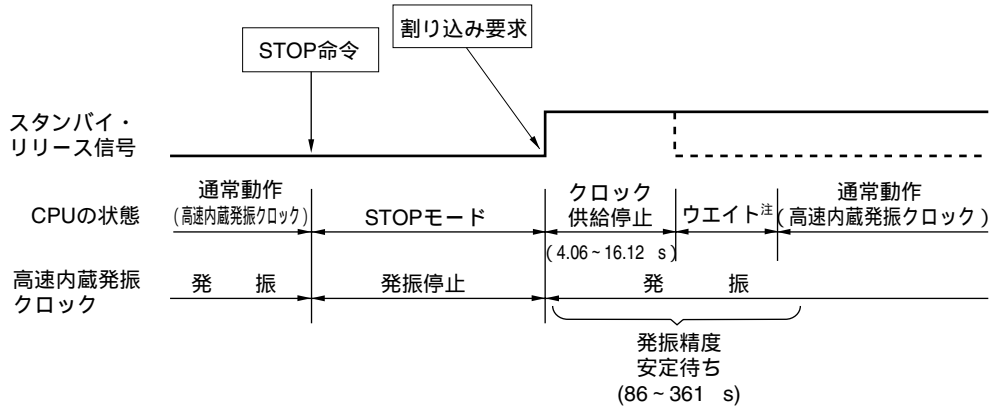 割り込み要求
STOP命令
スタンバイ・
リリース信号
CPUの状態
通常動作
(高速内蔵発振クロック)
STOPモード
クロック
供給停止
(4.06～16.12 s)
ウエイト注
通常動作
(高速内蔵発振クロック)
高速内蔵発振
クロック
発 振
発振停止
発 振
発振精度
安定待ち
(86～361 s)